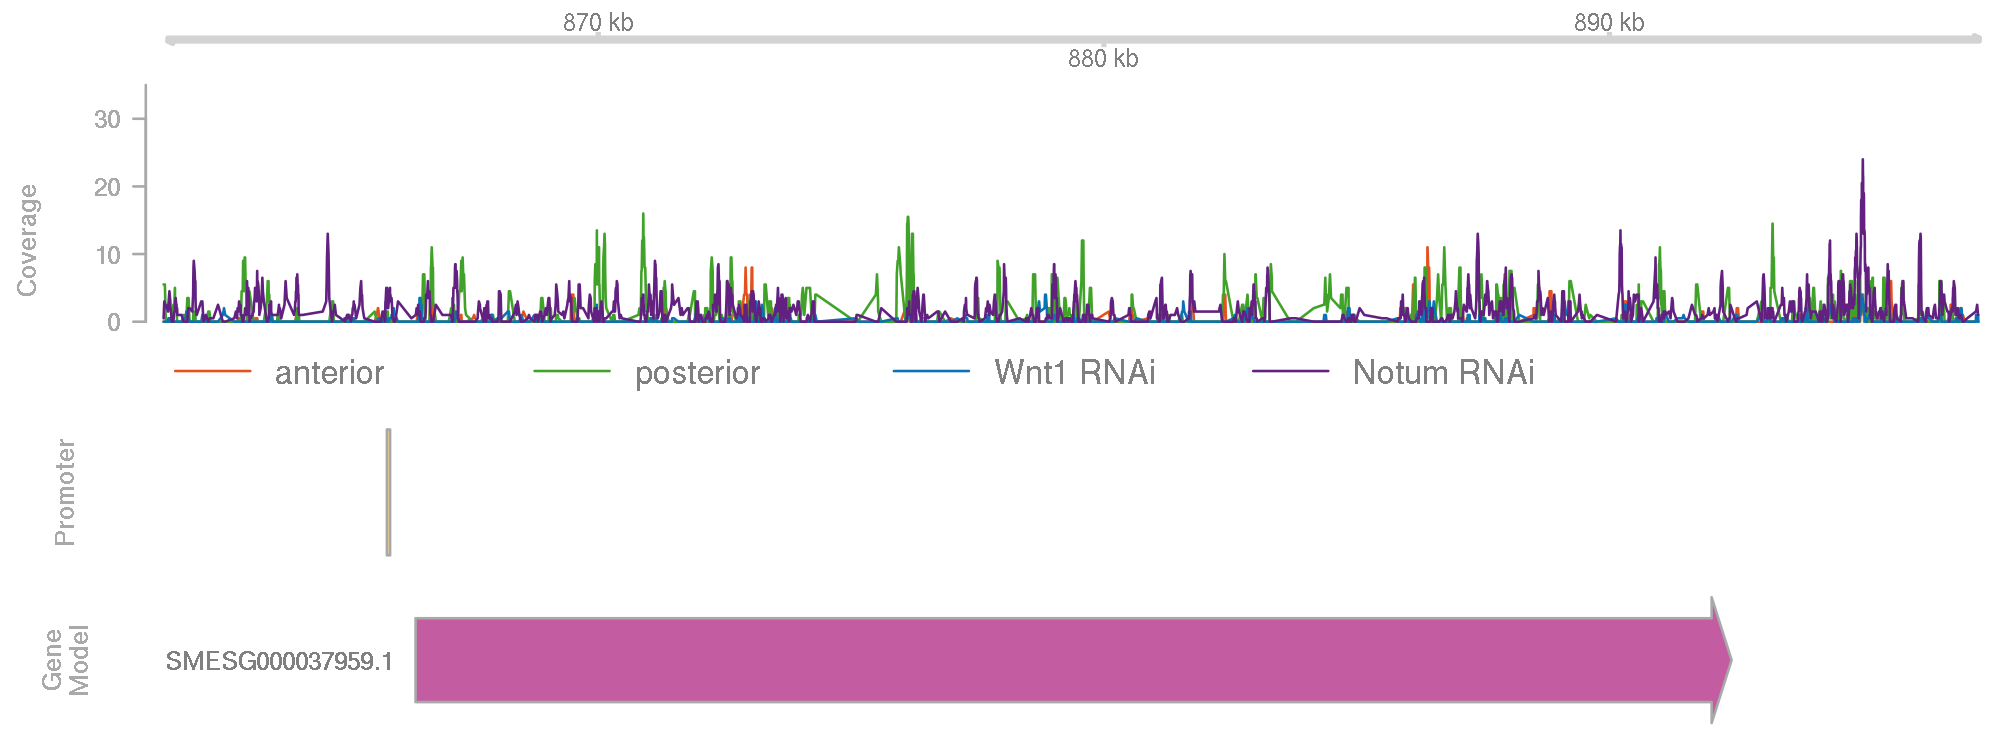 870 kb
890 kb
880 kb
Coverage
30
20
10
0
anterior posterior Wnt1 RNAi Notum RNAi
Promoter
Gene
Model
SMESG000037959.1